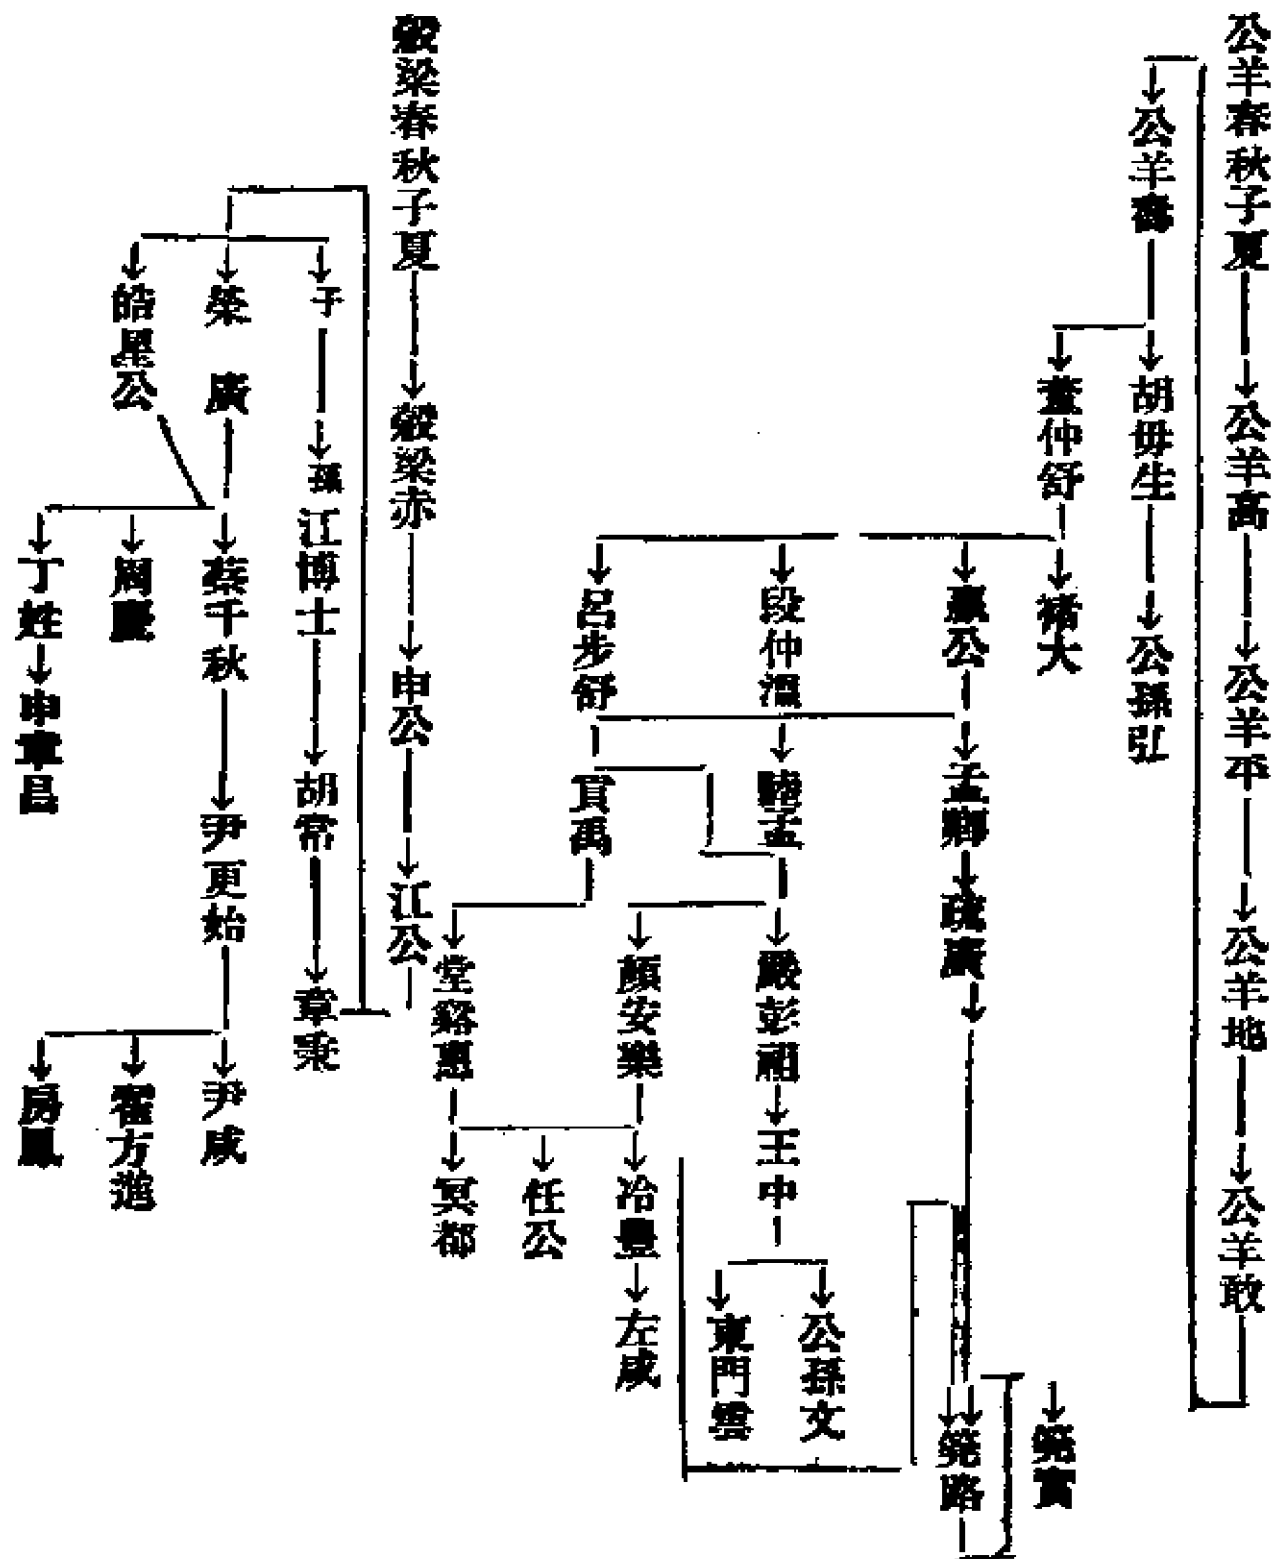 公羊春秋子夏
公羊高
公羊平
公羊地
公羊敢
公羊壽
胡毋生
公孫弘
董仲舒
褚大
嬴公
段仲溫
呂步舒
孟卿
疏廣
筦路
筦寳
眭孟
嚴彭祖
王中
公孫文
東門雲
顏安樂
貢禹
堂谿惠
冷豐
任公
冥都
左咸
穀梁春秋子夏
穀梁赤
申公
江公
子
孫
江博士
胡常
章秉
榮廣
皓星公
蔡千秋
周慶
丁姓
申章昌
尹更始
尹咸
翟方進
房鳳